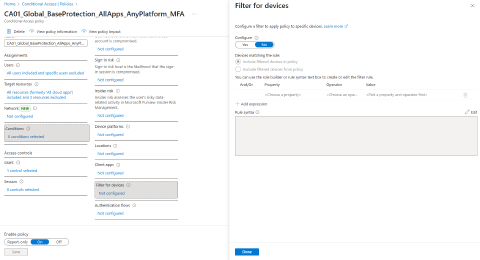 Home > Conditional Access | Policies >
CA01_Global_BaseProtection_AllApps_AnyPlatform_MFA
Conditional Access policy
Delete
View policy information
View policy impact
CA01_Global_BaseProtection_AllApps_AnyPl...
Assignments
Users
All users included and specific users excluded
Target resources
All resources (formerly 'All cloud apps') included and 3 resources excluded
Network NEW
Not configured
Conditions
0 conditions selected
Access controls
Grant
1 control selected
Session
0 controls selected
Enable policy
Report-only On Off
Save
account is compromised.
Not configured
Sign-in risk
Sign-in risk level is the likelihood that the sign-
in session is compromised.
Not configured
Insider risk
Insider risk assesses the user's risky data-
related activity in Microsoft Purview Insider Risk
Management.
Not configured
Device platforms
Not configured
Locations
Not configured
Client apps
Not configured
Filter for devices
Not configured
Authentication flows
Not configured
Filter for devices
Configure a filter to apply policy to specific devices. Learn more
Configure
Yes No
Devices matching the rule:
Include filtered devices in policy
Exclude filtered devices from policy
You can use the rule builder or rule syntax text box to create or edit the filter rule.
And/Or Property Operator Value
<Choose a property> <Choose an ope... <Pick a property and operator first>
+ Add expression
Rule syntax
Edit
Done